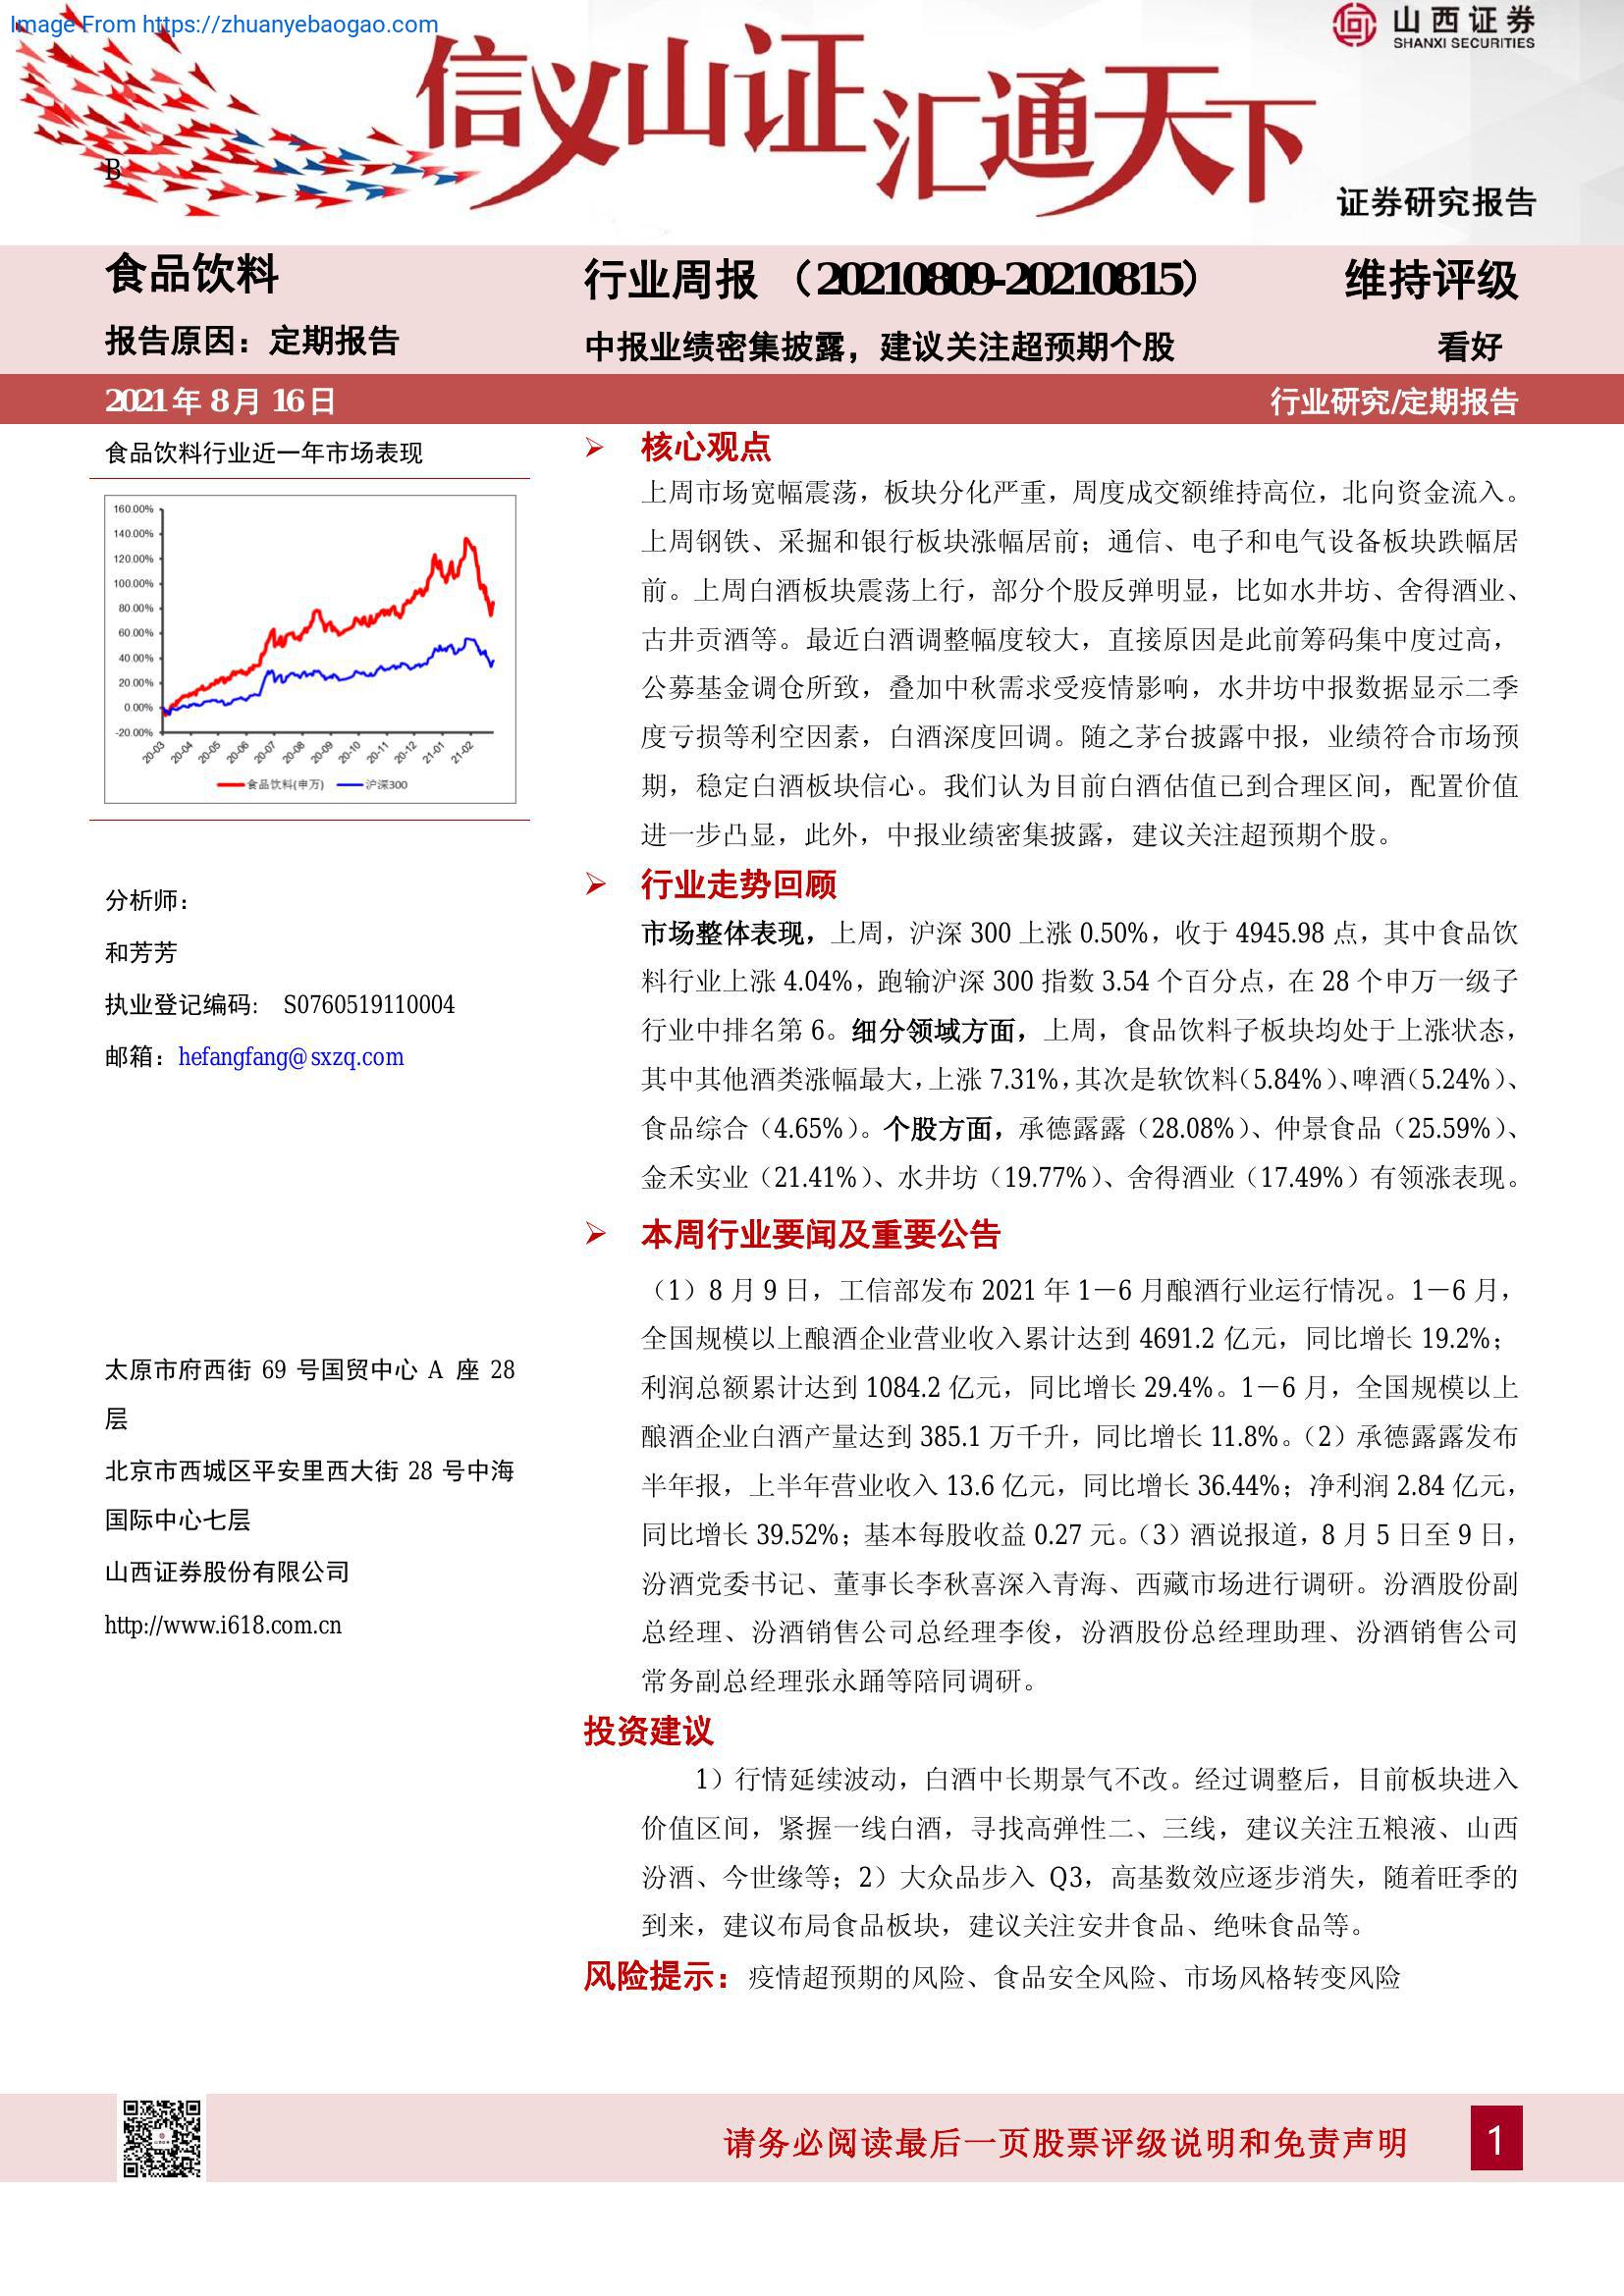 Image From https://zhuanyebaogao.com
山西证券
SHANXI SECURITIES
信义山证汇通天下
B
证券研究报告
食品饮料
报告原因：定期报告
行业周报（20210809-20210815）
维持评级
中报业绩密集披露，建议关注超预期个股
看好
2021年8月16日
行业研究/定期报告
食品饮料行业近一年市场表现
160.00%
140.00%
120.00%
100.00%
80.00%
60.00%
40.00%
20.00%
0.00%
-20.00%
20-03 20-04 20-05 20-06 20-07 20-08 20-09 20-10 20-11 20-12 21-01 21-02
食品饮料(申万) 沪深300
分析师：
和芳芳
执业登记编码： S0760519110004
邮箱：hefangfang@sxzq.com
太原市府西街 69 号国贸中心 A 座 28
层
北京市西城区平安里西大街 28 号中海
国际中心七层
山西证券股份有限公司
http://www.i618.com.cn
核心观点
上周市场宽幅震荡，板块分化严重，周度成交额维持高位，北向资金流入。
上周钢铁、采掘和银行板块涨幅居前；通信、电子和电气设备板块跌幅居
前。上周白酒板块震荡上行，部分个股反弹明显，比如水井坊、舍得酒业、
古井贡酒等。最近白酒调整幅度较大，直接原因是此前筹码集中度过高，
公募基金调仓所致，叠加中秋需求受疫情影响，水井坊中报数据显示二季
度亏损等利空因素，白酒深度回调。随之茅台披露中报，业绩符合市场预
期，稳定白酒板块信心。我们认为目前白酒估值已到合理区间，配置价值
进一步凸显，此外，中报业绩密集披露，建议关注超预期个股。
行业走势回顾
市场整体表现，上周，沪深 300 上涨 0.50%，收于 4945.98 点，其中食品饮
料行业上涨 4.04%，跑输沪深 300 指数 3.54 个百分点，在 28 个申万一级子
行业中排名第 6。细分领域方面，上周，食品饮料子板块均处于上涨状态，
其中其他酒类涨幅最大，上涨 7.31%，其次是软饮料（5.84%）、啤酒（5.24%）、
食品综合（4.65%）。个股方面，承德露露（28.08%）、仲景食品（25.59%）、
金禾实业（21.41%）、水井坊（19.77%）、舍得酒业（17.49%）有领涨表现。
本周行业要闻及重要公告
（1）8 月 9 日，工信部发布 2021 年 1－6 月酿酒行业运行情况。1－6 月，
全国规模以上酿酒企业营业收入累计达到 4691.2 亿元，同比增长 19.2%；
利润总额累计达到 1084.2 亿元，同比增长 29.4%。1－6 月，全国规模以上
酿酒企业白酒产量达到 385.1 万千升，同比增长 11.8%。（2）承德露露发布
半年报，上半年营业收入 13.6 亿元，同比增长 36.44%；净利润 2.84 亿元，
同比增长 39.52%；基本每股收益 0.27 元。（3）酒说报道，8 月 5 日至 9 日，
汾酒党委书记、董事长李秋喜深入青海、西藏市场进行调研。汾酒股份副
总经理、汾酒销售公司总经理李俊，汾酒股份总经理助理、汾酒销售公司
常务副总经理张永踊等陪同调研。
投资建议
1）行情延续波动，白酒中长期景气不改。经过调整后，目前板块进入
价值区间，紧握一线白酒，寻找高弹性二、三线，建议关注五粮液、山西
汾酒、今世缘等；2）大众品步入 Q3，高基数效应逐步消失，随着旺季的
到来，建议布局食品板块，建议关注安井食品、绝味食品等。
风险提示：疫情超预期的风险、食品安全风险、市场风格转变风险
请务必阅读最后一页股票评级说明和免责声明
1